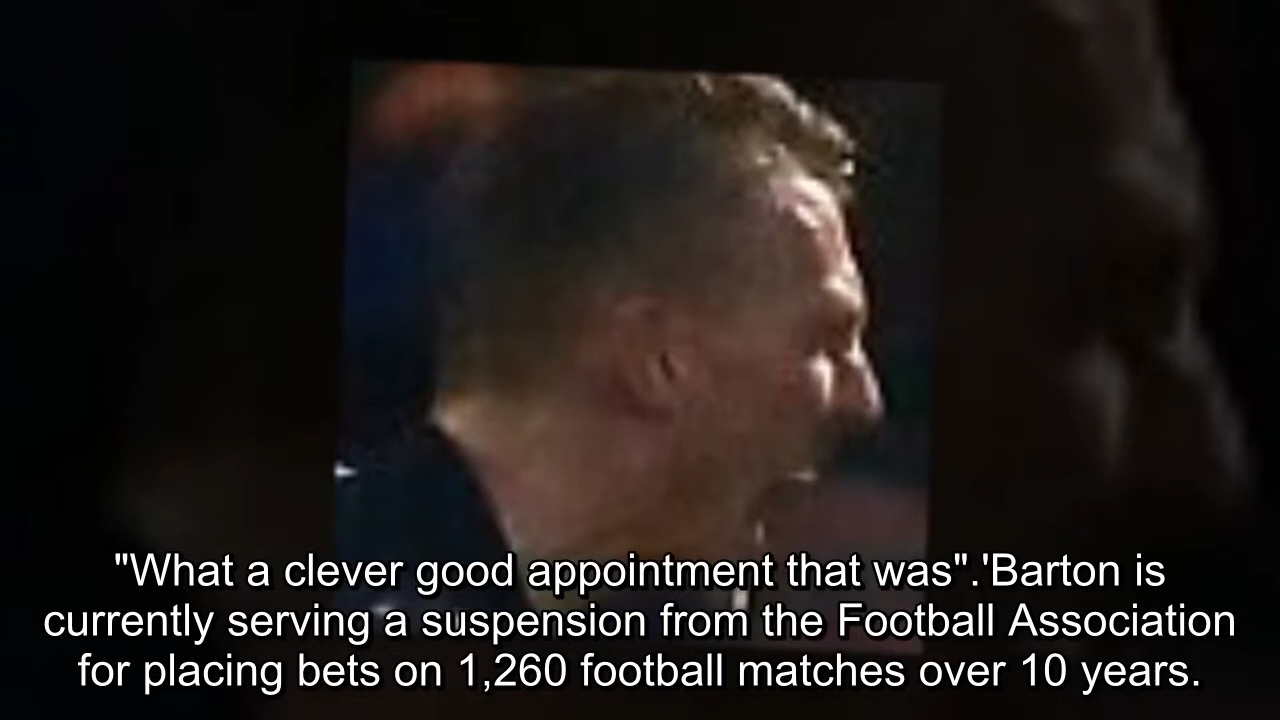 "What a clever good appointment that was".'Barton is
currently serving a suspension from the Football Association
for placing bets on 1,260 football matches over 10 years.